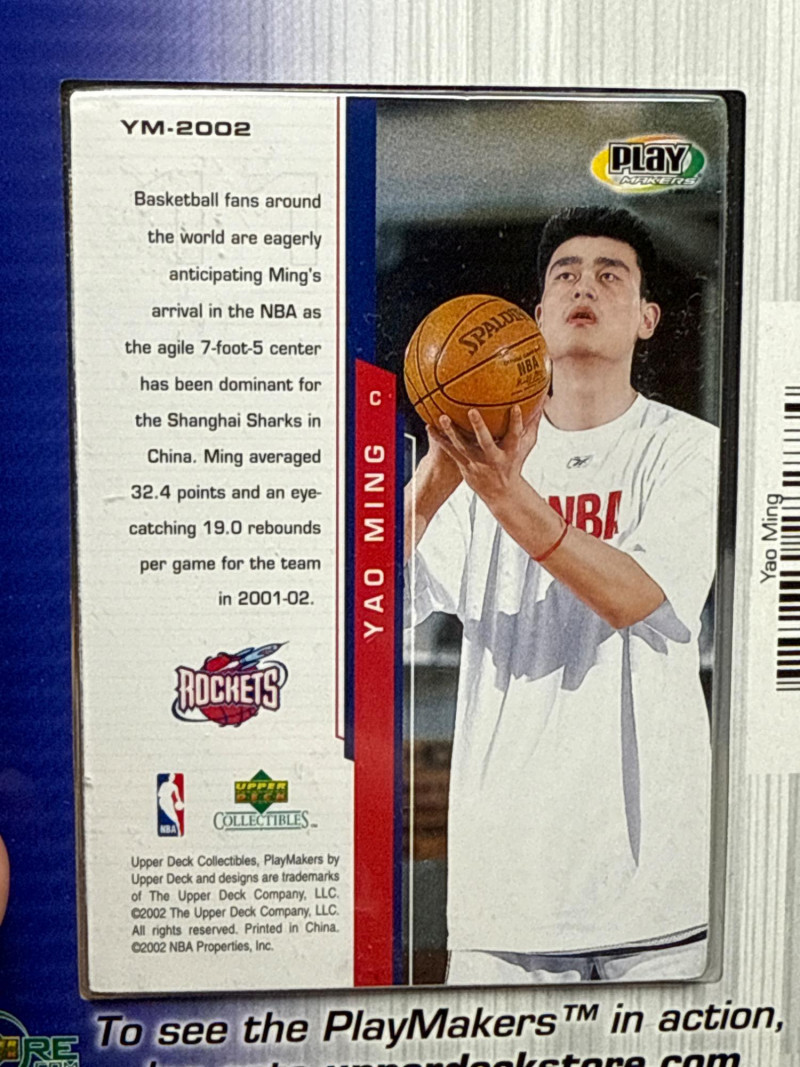 YM-2002
PLAY
MAKERS
Basketball fans around
the world are eagerly
anticipating Ming's
arrival in the NBA as
the agile 7-foot-5 center
has been dominant for
the Shanghai Sharks in
China. Ming averaged
32.4 points and an eye-
catching 19.0 rebounds
per game for the team
in 2001-02.
C
YAO MING
SPALDING
NBA
NBA
ROCKETS
NBA
UPPER
DECK
COLLECTIBLES
Upper Deck Collectibles, PlayMakers by
Upper Deck and designs are trademarks
of The Upper Deck Company, LLC.
©2002 The Upper Deck Company, LLC.
All rights reserved. Printed in China.
©2002 NBA Properties, Inc.
Yao Ming
To see the PlayMakers™ in action,
upperdeckstore.com